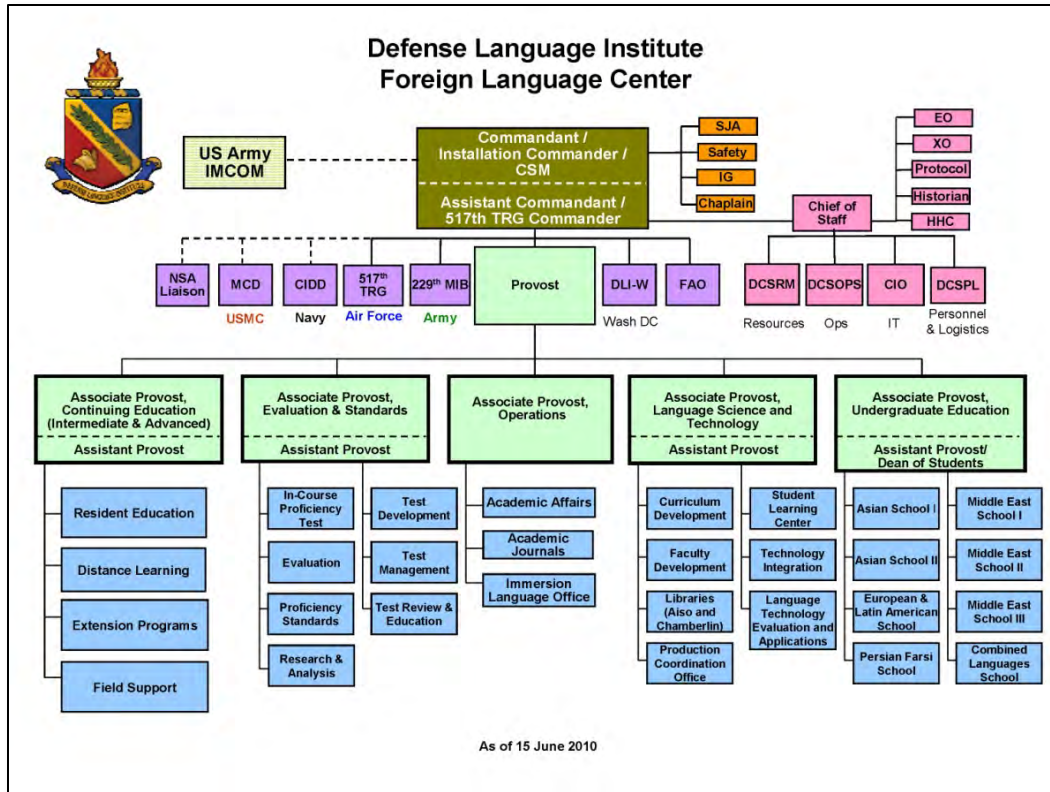 Defense Language Institute
Foreign Language Center
DEFENSE LANGUAGE INSTITUTE
US Army
IMCOM
Commandant /
Installation Commander /
CSM
Assistant Commandant /
517th TRG Commander
SJA
Safety
IG
Chaplain
Chief of
Staff
EO
XO
Protocol
Historian
HHC
NSA
Liaison
MCD
USMC
CIDD
Navy
517th
TRG
Air Force
229th MIB
Army
Provost
DLI-W
Wash DC
FAO
DCSRM
Resources
DCSOPS
Ops
CIO
IT
DCSPL
Personnel
& Logistics
Associate Provost,
Continuing Education
(Intermediate & Advanced)
Assistant Provost
Resident Education
Distance Learning
Extension Programs
Field Support
Associate Provost,
Evaluation & Standards
Assistant Provost
In-Course
Proficiency
Test
Evaluation
Proficiency
Standards
Research &
Analysis
Test
Development
Test
Management
Test Review &
Education
Associate Provost,
Operations
Academic Affairs
Academic
Journals
Immersion
Language Office
Associate Provost,
Language Science and
Technology
Assistant Provost
Curriculum
Development
Faculty
Development
Libraries
(Aiso and
Chamberlin)
Production
Coordination
Office
Student
Learning
Center
Technology
Integration
Language
Technology
Evaluation and
Applications
Associate Provost,
Undergraduate Education
Assistant Provost/
Dean of Students
Asian School I
Asian School II
European &
Latin American
School
Persian Farsi
School
Middle East
School I
Middle East
School II
Middle East
School III
Combined
Languages
School
As of 15 June 2010